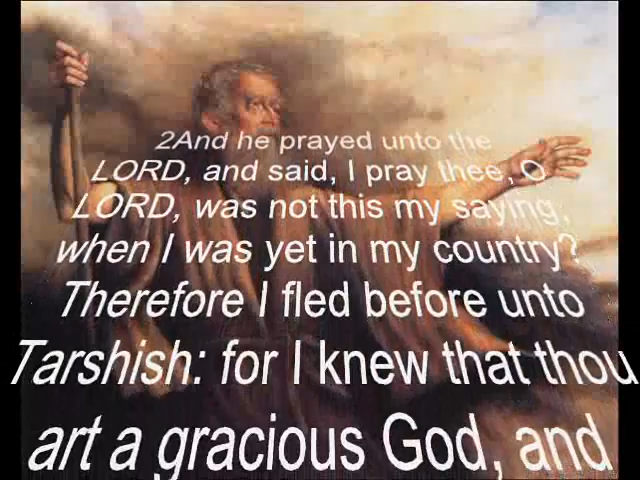 2And he prayed unto the
LORD, and said, I pray thee, O
LORD, was not this my saying,
when I was yet in my country?
Therefore I fled before unto
Tarshish: for I knew that thou
art a gracious God, and